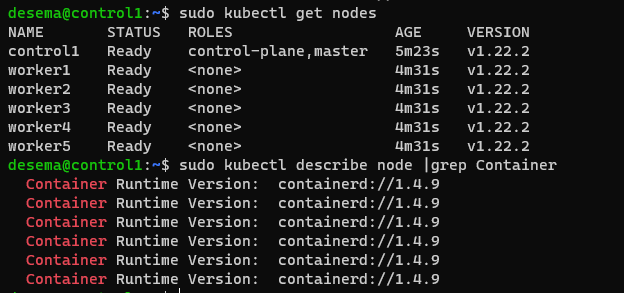 desema@control1:~$ sudo kubectl get nodes
NAME STATUS ROLES AGE VERSION
control1 Ready control-plane,master 5m23s v1.22.2
worker1 Ready <none> 4m31s v1.22.2
worker2 Ready <none> 4m31s v1.22.2
worker3 Ready <none> 4m31s v1.22.2
worker4 Ready <none> 4m31s v1.22.2
worker5 Ready <none> 4m31s v1.22.2
desema@control1:~$ sudo kubectl describe node |grep Container
Container Runtime Version: containerd://1.4.9
Container Runtime Version: containerd://1.4.9
Container Runtime Version: containerd://1.4.9
Container Runtime Version: containerd://1.4.9
Container Runtime Version: containerd://1.4.9
Container Runtime Version: containerd://1.4.9